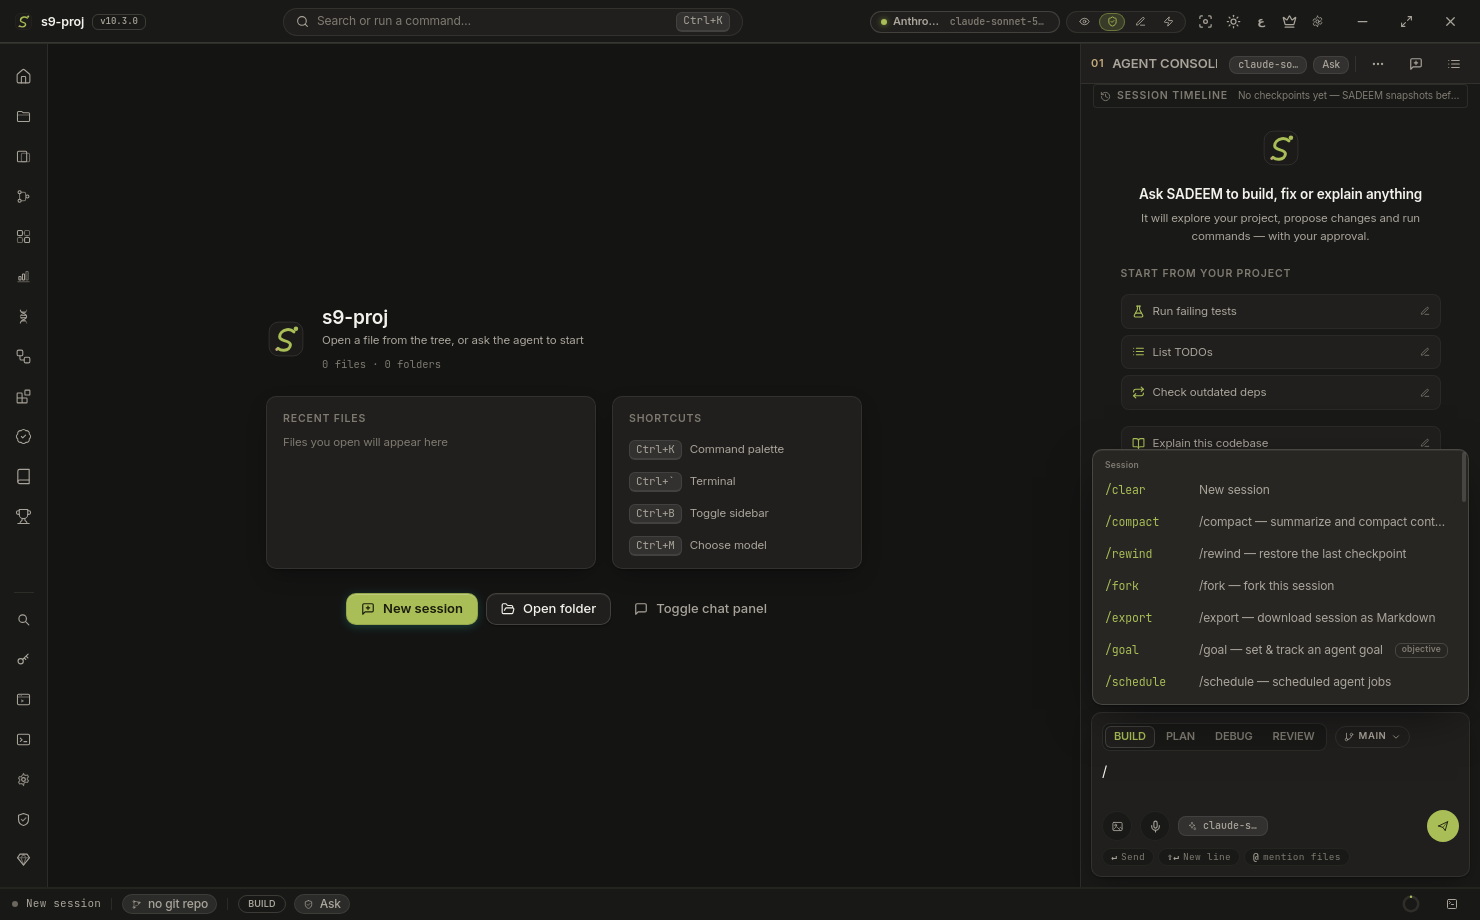 s9-proj v10.3.0
Search or run a command... Ctrl+K
Anthro... claude-sonnet-5...
ع
01 AGENT CONSOL claude-so... Ask
SESSION TIMELINE No checkpoints yet — SADEEM snapshots bef...
Ask SADEEM to build, fix or explain anything
It will explore your project, propose changes and run
commands — with your approval.
START FROM YOUR PROJECT
Run failing tests
List TODOs
Check outdated deps
Explain this codebase
s9-proj
Open a file from the tree, or ask the agent to start
0 files · 0 folders
RECENT FILES
Files you open will appear here
SHORTCUTS
Ctrl+K Command palette
Ctrl+` Terminal
Ctrl+B Toggle sidebar
Ctrl+M Choose model
New session
Open folder
Toggle chat panel
Session
/clear New session
/compact /compact — summarize and compact cont...
/rewind /rewind — restore the last checkpoint
/fork /fork — fork this session
/export /export — download session as Markdown
/goal /goal — set & track an agent goal objective
/schedule /schedule — scheduled agent jobs
BUILD PLAN DEBUG REVIEW MAIN
/
claude-s...
↵ Send ⇧↵ New line @ mention files
New session no git repo BUILD Ask